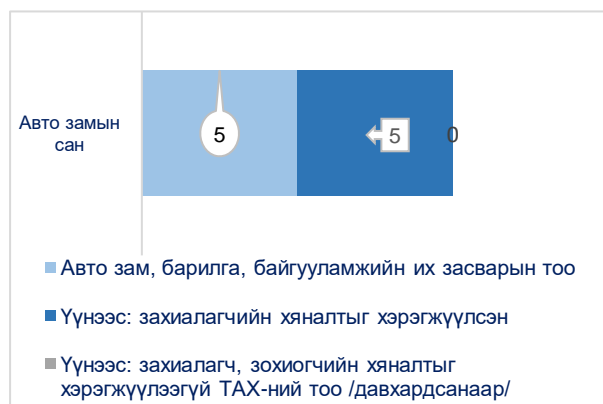 Авто замын
сан
5
5
0
Авто зам, барилга, байгууламжийн их засварын тоо
Үүнээс: захиалагчийн хяналтыг хэрэгжүүлсэн
Үүнээс: захиалагч, зохиогчийн хяналтыг
хэрэгжүүлээгүй ТАХ-ний тоо /давхардсанаар/